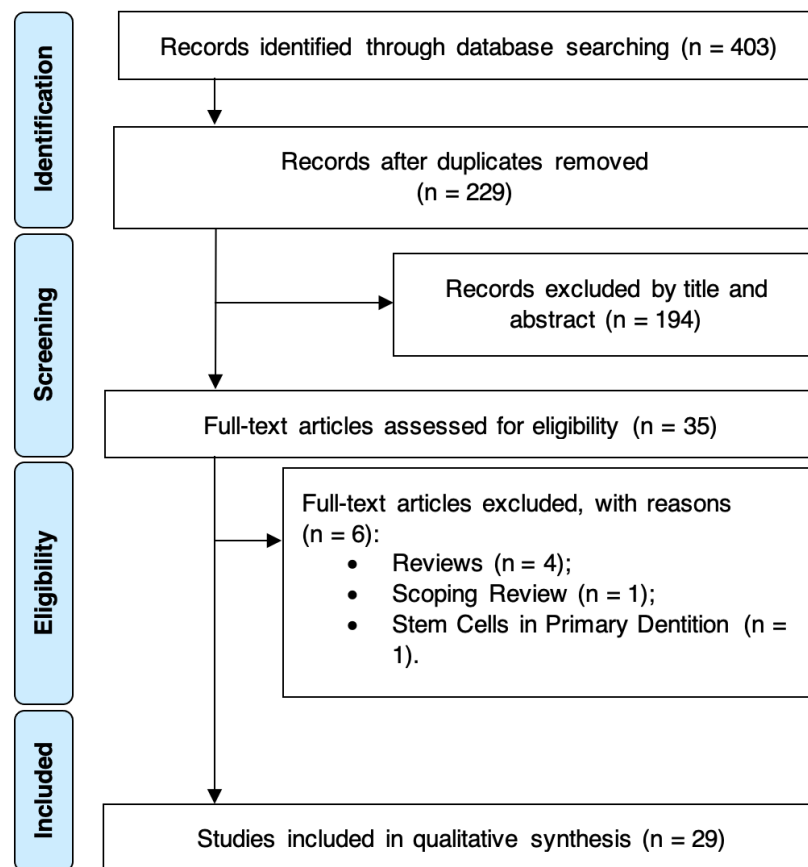 Identification
Records identified through database searching (n = 403)
Records after duplicates removed
(n = 229)
Screening
Records excluded by title and
abstract (n = 194)
Full-text articles assessed for eligibility (n = 35)
Eligibility
Full-text articles excluded, with reasons
(n = 6):
• Reviews (n = 4);
• Scoping Review (n = 1);
• Stem Cells in Primary Dentition (n =
1).
Included
Studies included in qualitative synthesis (n = 29)